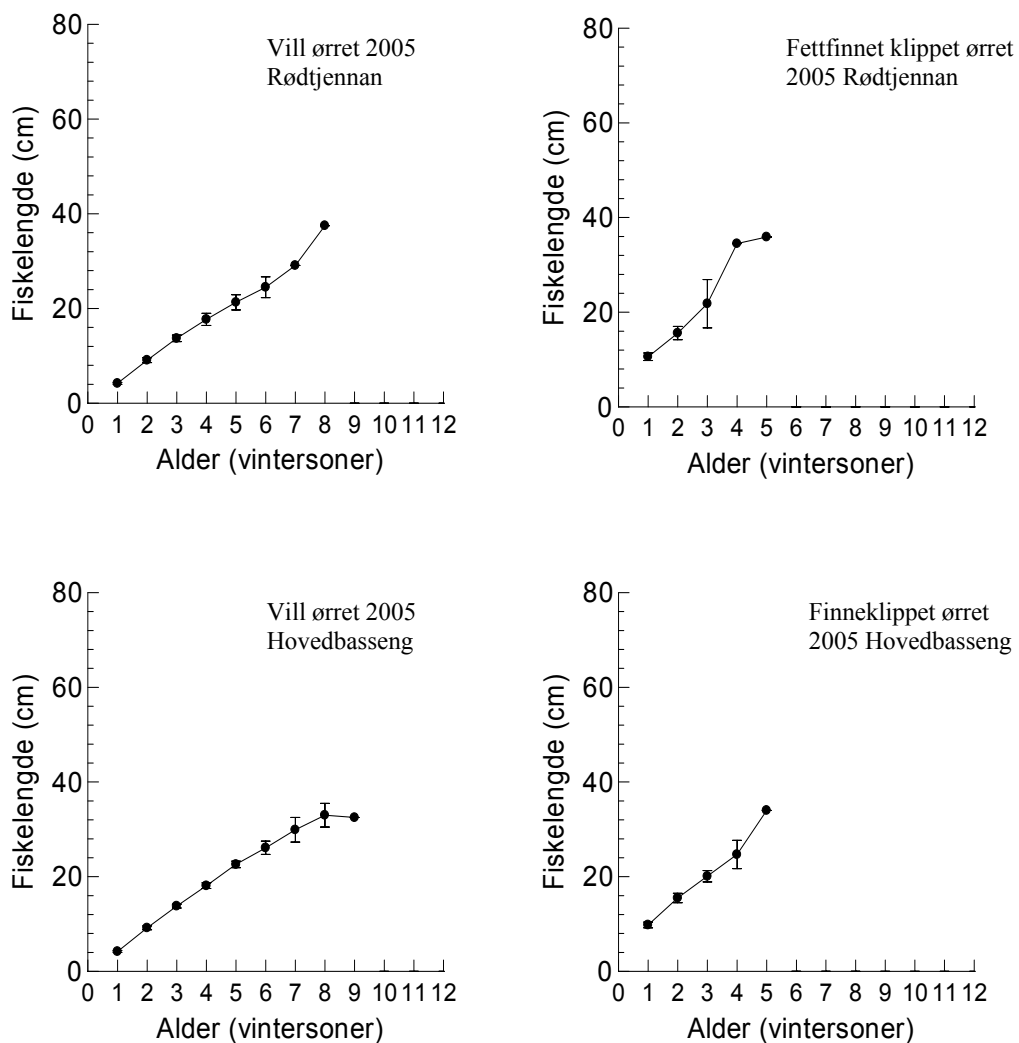 Vill ørret 2005
Rødtjennan
Fiskelengde (cm)
80
60
40
20
0
0 1 2 3 4 5 6 7 8 9 10 11 12
Alder (vintersoner)
Fettfinnet klippet ørret
2005 Rødtjennan
Fiskelengde (cm)
80
60
40
20
0
0 1 2 3 4 5 6 7 8 9 10 11 12
Alder (vintersoner)
Vill ørret 2005
Hovedbasseng
Fiskelengde (cm)
80
60
40
20
0
0 1 2 3 4 5 6 7 8 9 10 11 12
Alder (vintersoner)
Finneklippet ørret
2005 Hovedbasseng
Fiskelengde (cm)
80
60
40
20
0
0 1 2 3 4 5 6 7 8 9 10 11 12
Alder (vintersoner)